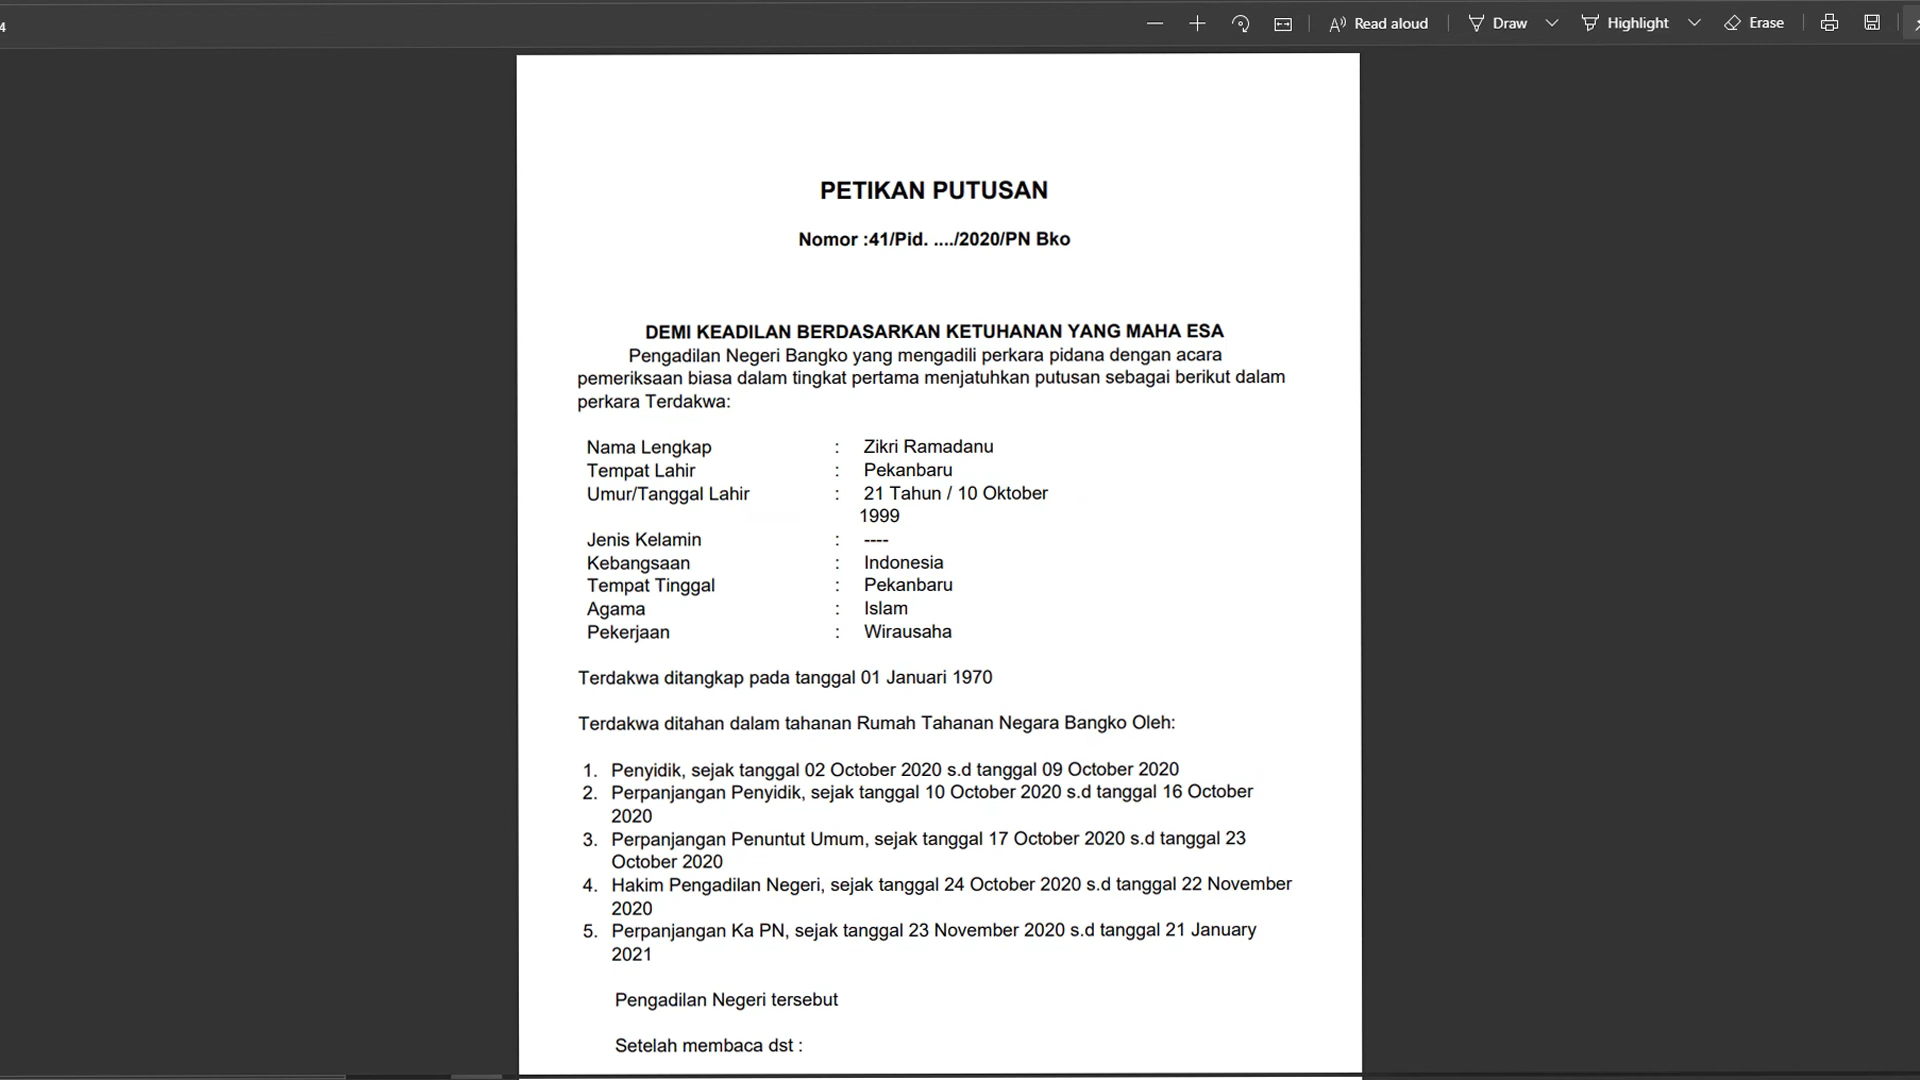 4
Read aloud
Draw
Highlight
Erase
PETIKAN PUTUSAN
Nomor :41/Pid. ..../2020/PN Bko
DEMI KEADILAN BERDASARKAN KETUHANAN YANG MAHA ESA
Pengadilan Negeri Bangko yang mengadili perkara pidana dengan acara
pemeriksaan biasa dalam tingkat pertama menjatuhkan putusan sebagai berikut dalam
perkara Terdakwa:
Nama Lengkap : Zikri Ramadanu
Tempat Lahir : Pekanbaru
Umur/Tanggal Lahir : 21 Tahun / 10 Oktober
1999
Jenis Kelamin : ----
Kebangsaan : Indonesia
Tempat Tinggal : Pekanbaru
Agama : Islam
Pekerjaan : Wirausaha
Terdakwa ditangkap pada tanggal 01 Januari 1970
Terdakwa ditahan dalam tahanan Rumah Tahanan Negara Bangko Oleh:
1. Penyidik, sejak tanggal 02 October 2020 s.d tanggal 09 October 2020
2. Perpanjangan Penyidik, sejak tanggal 10 October 2020 s.d tanggal 16 October
2020
3. Perpanjangan Penuntut Umum, sejak tanggal 17 October 2020 s.d tanggal 23
October 2020
4. Hakim Pengadilan Negeri, sejak tanggal 24 October 2020 s.d tanggal 22 November
2020
5. Perpanjangan Ka PN, sejak tanggal 23 November 2020 s.d tanggal 21 January
2021
Pengadilan Negeri tersebut
Setelah membaca dst :